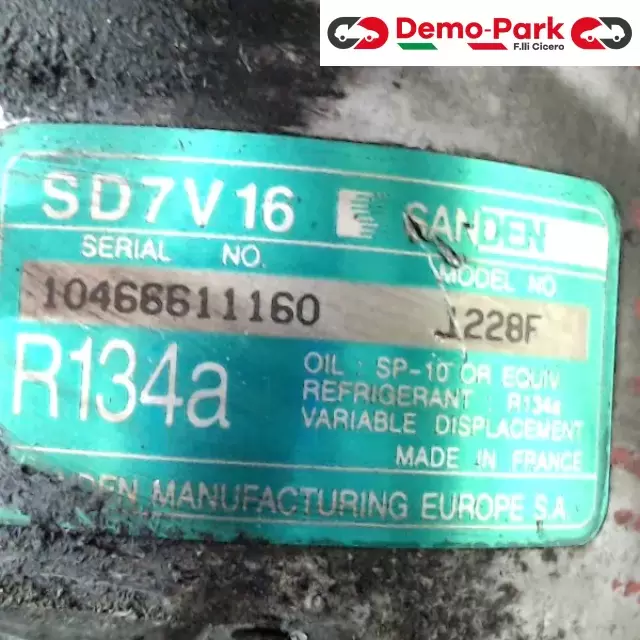 Demo-Park
F.lli Cicero
SD7V16 SANDEN
SERIAL NO. MODEL NO
10468611160 1228F
R134a
OIL : SP-10 OR EQUIV
REFRIGERANT : R134a
VARIABLE DISPLACEMENT
MADE IN FRANCE
DEN MANUFACTURING EUROPE S.A.